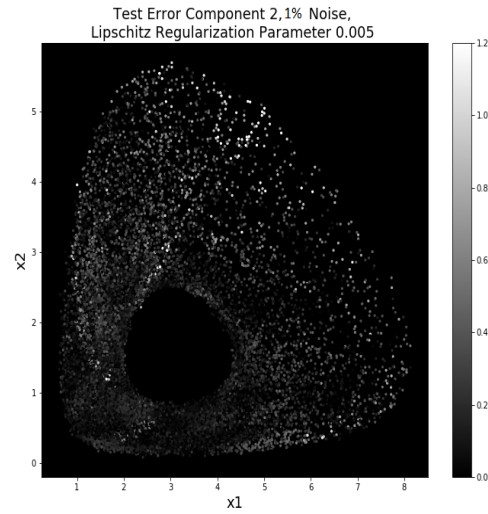 Test Error Component 2, 1% Noise,
Lipschitz Regularization Parameter 0.005
1.2
1.0
0.8
0.6
0.4
0.2
0.0
x2
5
4
3
2
1
0
1 2 3 4 5 6 7 8
x1